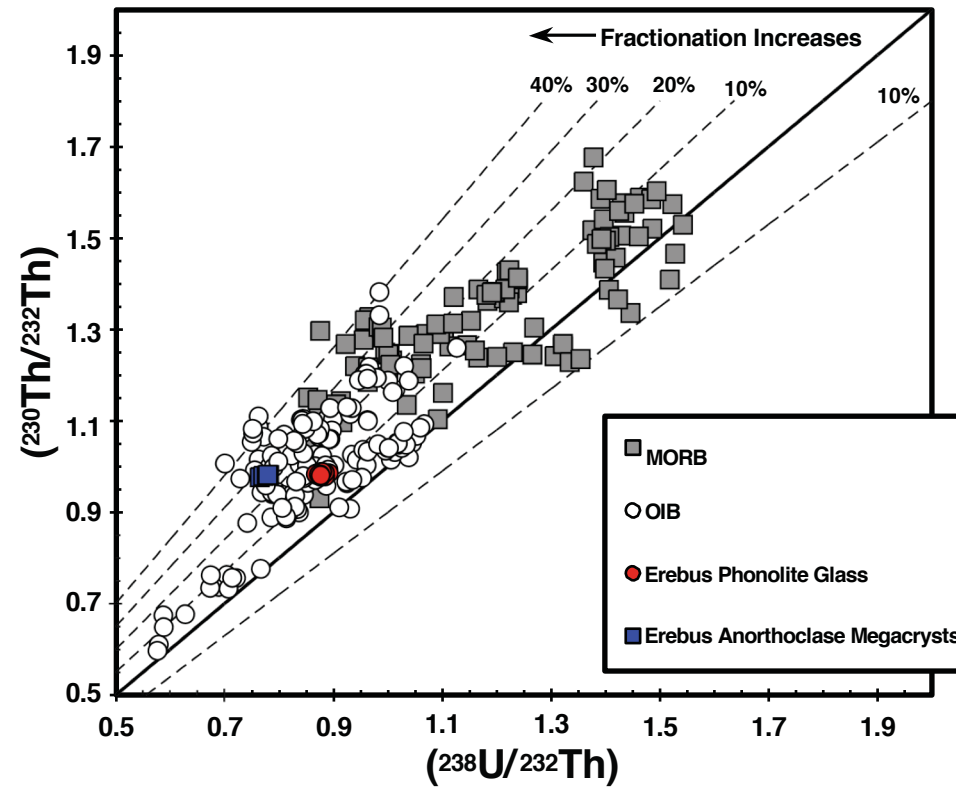 Fractionation Increases
40% 30% 20% 10% 10%
1.9
1.7
1.5
1.3
1.1
0.9
0.7
0.5
(²³⁰Th/²³²Th)
MORB
OIB
Erebus Phonolite Glass
Erebus Anorthoclase Megacrysts
0.5 0.7 0.9 1.1 1.3 1.5 1.7 1.9
(²³⁸U/²³²Th)